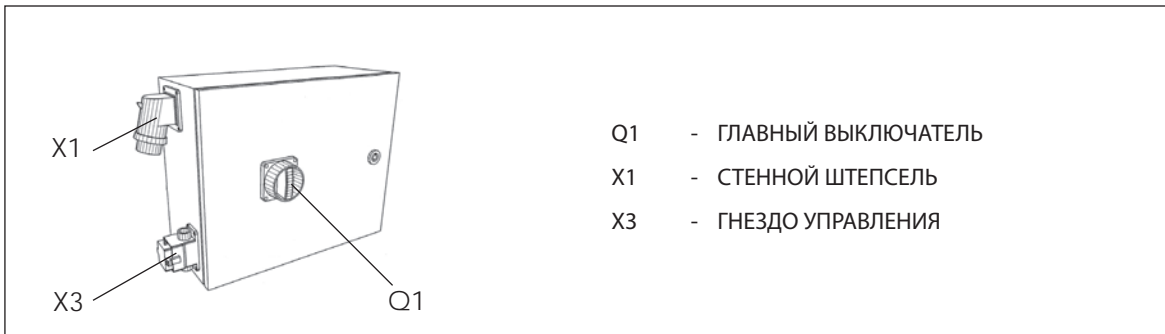 X1
X3
Q1
Q1 - ГЛАВНЫЙ ВЫКЛЮЧАТЕЛЬ
X1 - СТЕННОЙ ШТЕПСЕЛЬ
X3 - ГНЕЗДО УПРАВЛЕНИЯ